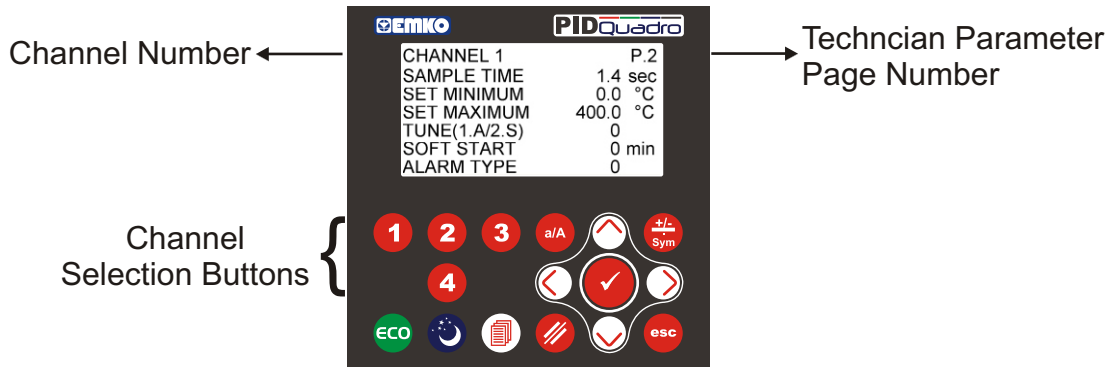 EMKO PIDQuadro
Channel Number
Techncian Parameter
Page Number
CHANNEL 1 P.2
SAMPLE TIME 1.4 sec
SET MINIMUM 0.0 °C
SET MAXIMUM 400.0 °C
TUNE(1.A/2.S) 0
SOFT START 0 min
ALARM TYPE 0
Channel
Selection Buttons
1 2 3 a/A +/-
Sym
4
ECO esc